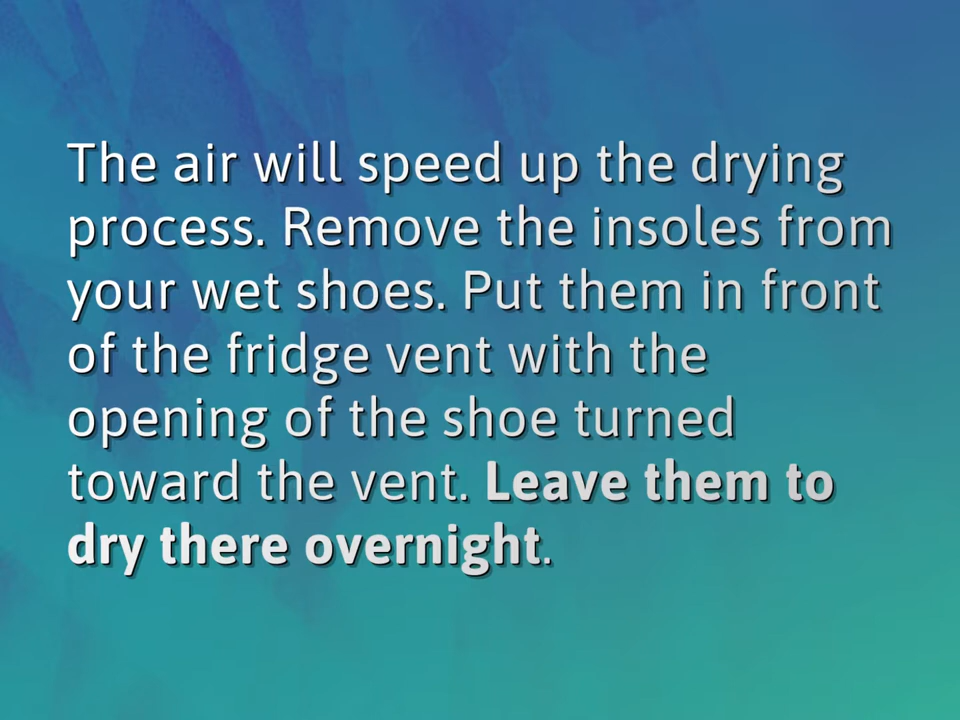 The air will speed up the drying
process. Remove the insoles from
your wet shoes. Put them in front
of the fridge vent with the
opening of the shoe turned
toward the vent. Leave them to
dry there overnight.